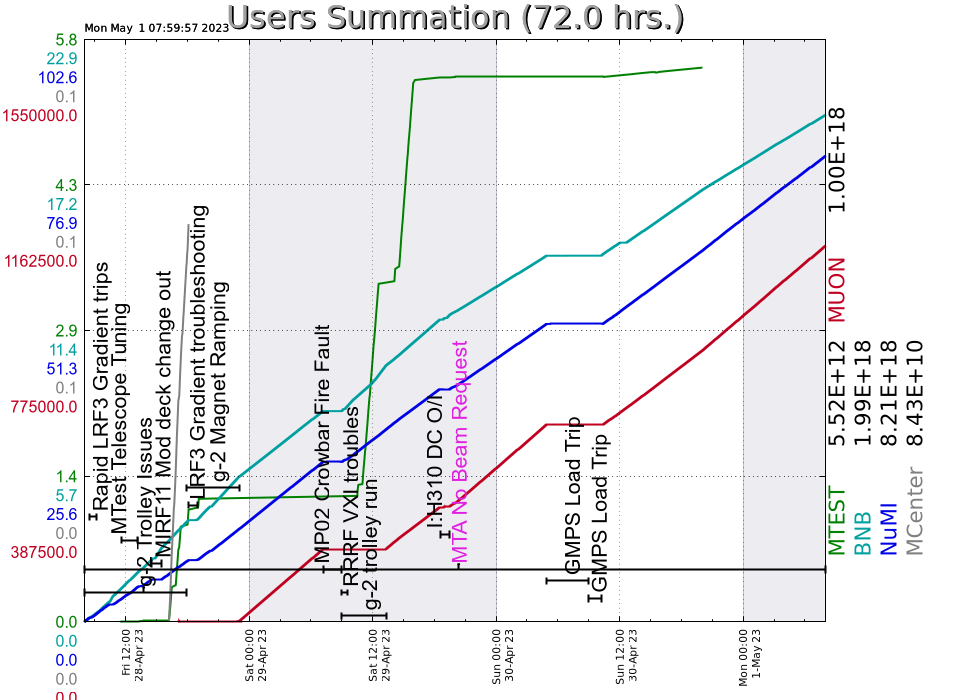 Users Summation (72.0 hrs.)
Mon May 1 07:59:57 2023
5.8
22.9
102.6
0.1
1550000.0
4.3
17.2
76.9
0.1
1162500.0
2.9
11.4
51.3
0.1
775000.0
1.4
5.7
25.6
0.0
387500.0
0.0
0.0
0.0
0.0
0.0
Rapid LRF3 Gradient trips
MTest Telescope Tuning
g-2 Trolley Issues
MIRF11 Mod deck change out
LRF3 Gradient troubleshooting
g-2 Magnet Ramping
MP02 Crowbar Fire Fault
RRRF VXI troubles
g-2 trolley run
I:H310 DC O/I
MTA No Beam Request
GMPS Load Trip
GMPS Load Trip
Fri 12:00
28-Apr 23
Sat 00:00
29-Apr 23
Sat 12:00
29-Apr 23
Sun 00:00
30-Apr 23
Sun 12:00
30-Apr 23
Mon 00:00
1-May 23
MTEST 5.52E+12 MUON 1.00E+18
BNB 1.99E+18
NuMI 8.21E+18
MCenter 8.43E+10